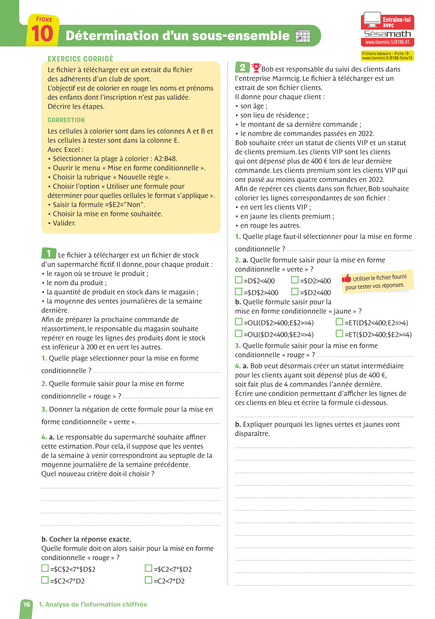 FICHE
10
Détermination d'un sous-ensemble
Entraîne-toi
AVEC
Sésamath
EXERCICE CORRIGÉ
Le fichier à télécharger est un extrait du fichier
des adhérents d'un club de sport.
L'objectif est de colorier en rouge les noms et prénoms
des enfants dont l'inscription n'est pas validée.
Décrire les étapes.
CORRECTION
Les cellules à colorier sont dans les colonnes A et B et
les cellules à tester sont dans la colonne E.
Avec Excel :
• Sélectionner la plage à colorier : A2:B48.
• Ouvrir le menu « Mise en forme conditionnelle ».
• Choisir la rubrique « Nouvelle règle ».
• Choisir l'option « Utiliser une formule pour
déterminer pour quelles cellules le format s'applique ».
• Saisir la formule =$E2="Non".
• Choisir la mise en forme souhaitée.
• Valider.
1 Le fichier à télécharger est un fichier de stock
d'un supermarché fictif. Il donne, pour chaque produit :
• le rayon où se trouve le produit ;
• le nom du produit ;
• la quantité de produit en stock dans le magasin ;
• la moyenne des ventes journalières de la semaine
dernière.
Afin de préparer la prochaine commande de
réassortiment, le responsable du magasin souhaite
repérer en rouge les lignes des produits dont le stock
est inférieur à 200 et en vert les autres.
1. Quelle plage sélectionner pour la mise en forme
conditionnelle ?
2. Quelle formule saisir pour la mise en forme
conditionnelle « rouge » ?
3. Donner la négation de cette formule pour la mise en
forme conditionnelle « verte ».
4. a. Le responsable du supermarché souhaite affiner
cette estimation. Pour cela, il suppose que les ventes
de la semaine à venir correspondront au septuple de la
moyenne journalière de la semaine précédente.
Quel nouveau critère doit-il choisir ?
b. Cocher la réponse exacte.
Quelle formule doit-on alors saisir pour la mise en forme
conditionnelle « rouge » ?
=$C$2<7*$D$2
=$C2<7*$D2
=$C2<7*D2
=C2<7*D2
2 Bob est responsable du suivi des clients dans
l'entreprise Marmcig. Le fichier à télécharger est un
extrait de son fichier clients.
Il donne pour chaque client :
• son âge ;
• son lieu de résidence ;
• le montant de sa dernière commande ;
• le nombre de commandes passées en 2022.
Bob souhaite créer un statut de clients VIP et un statut
de clients premium. Les clients VIP sont les clients
qui ont dépensé plus de 400 € lors de leur dernière
commande. Les clients premium sont les clients VIP qui
ont passé au moins quatre commandes en 2022.
Afin de repérer ces clients dans son fichier, Bob souhaite
colorier les lignes correspondantes de son fichier :
• en vert les clients VIP ;
• en jaune les clients premium ;
• en rouge les autres.
1. Quelle plage faut-il sélectionner pour la mise en forme
conditionnelle ?
2. a. Quelle formule saisir pour la mise en forme
conditionnelle « verte » ?
=D$2<400
=$D2>400
=$D$2>400
=$D2<400
Utiliser le fichier fourni
pour tester vos réponses.
b. Quelle formule saisir pour la
mise en forme conditionnelle « jaune » ?
=OU(D$2>400;E$2>=4)
=ET(D$2<400;E2=>4)
=OU($D2<400;$E2=>4)
=ET($D2>400;$E2>=4)
3. Quelle formule saisir pour la mise en forme
conditionnelle « rouge » ?
4. a. Bob veut désormais créer un statut intermédiaire
pour les clients ayant soit dépensé plus de 400 €,
soit fait plus de 4 commandes l'année dernière.
Écrire une condition permettant d'afficher les lignes de
ces clients en bleu et écrire la formule ci-dessous.
b. Expliquer pourquoi les lignes vertes et jaunes vont
disparaître.
16
1. Analyse de l'information chiffrée